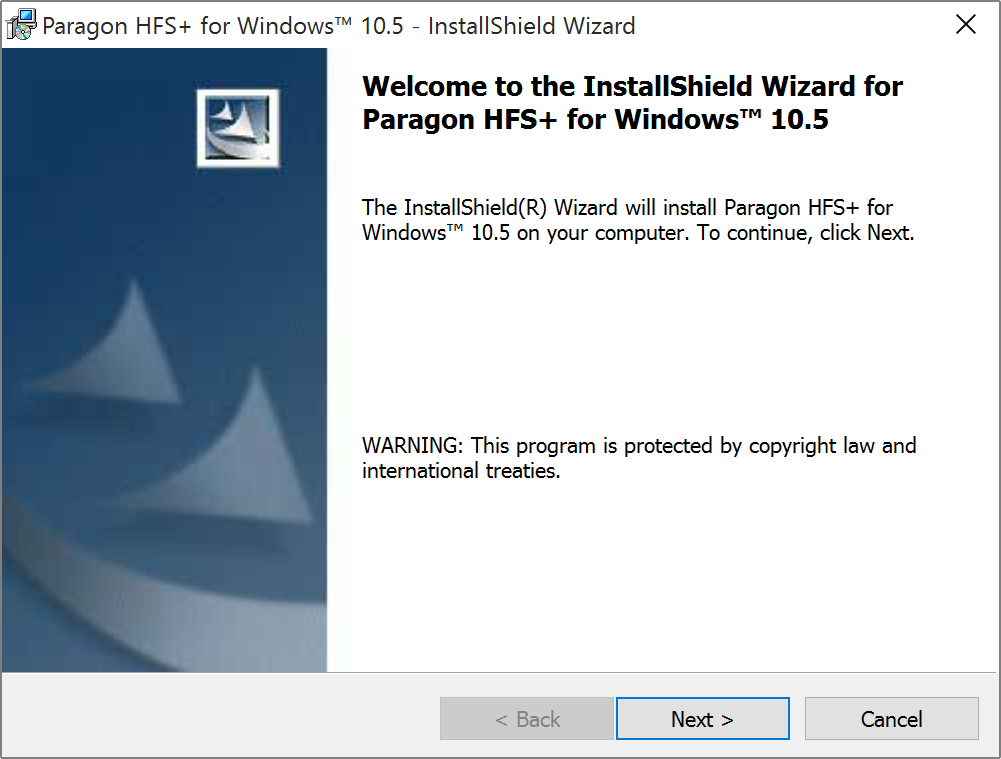 Paragon HFS+ for Windows™ 10.5 - InstallShield Wizard
Welcome to the InstallShield Wizard for
Paragon HFS+ for Windows™ 10.5
The InstallShield(R) Wizard will install Paragon HFS+ for
Windows™ 10.5 on your computer. To continue, click Next.
WARNING: This program is protected by copyright law and
international treaties.
< Back
Next >
Cancel